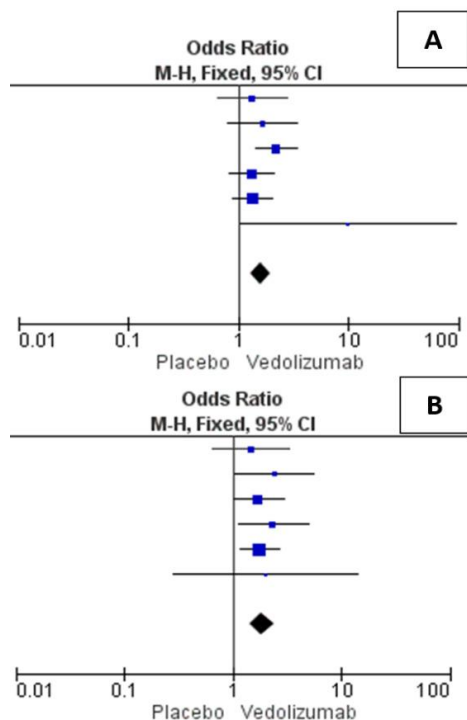 A
Odds Ratio
M-H, Fixed, 95% CI
0.01 0.1 1 10 100
Placebo Vedolizumab
B
Odds Ratio
M-H, Fixed, 95% CI
0.01 0.1 1 10 100
Placebo Vedolizumab